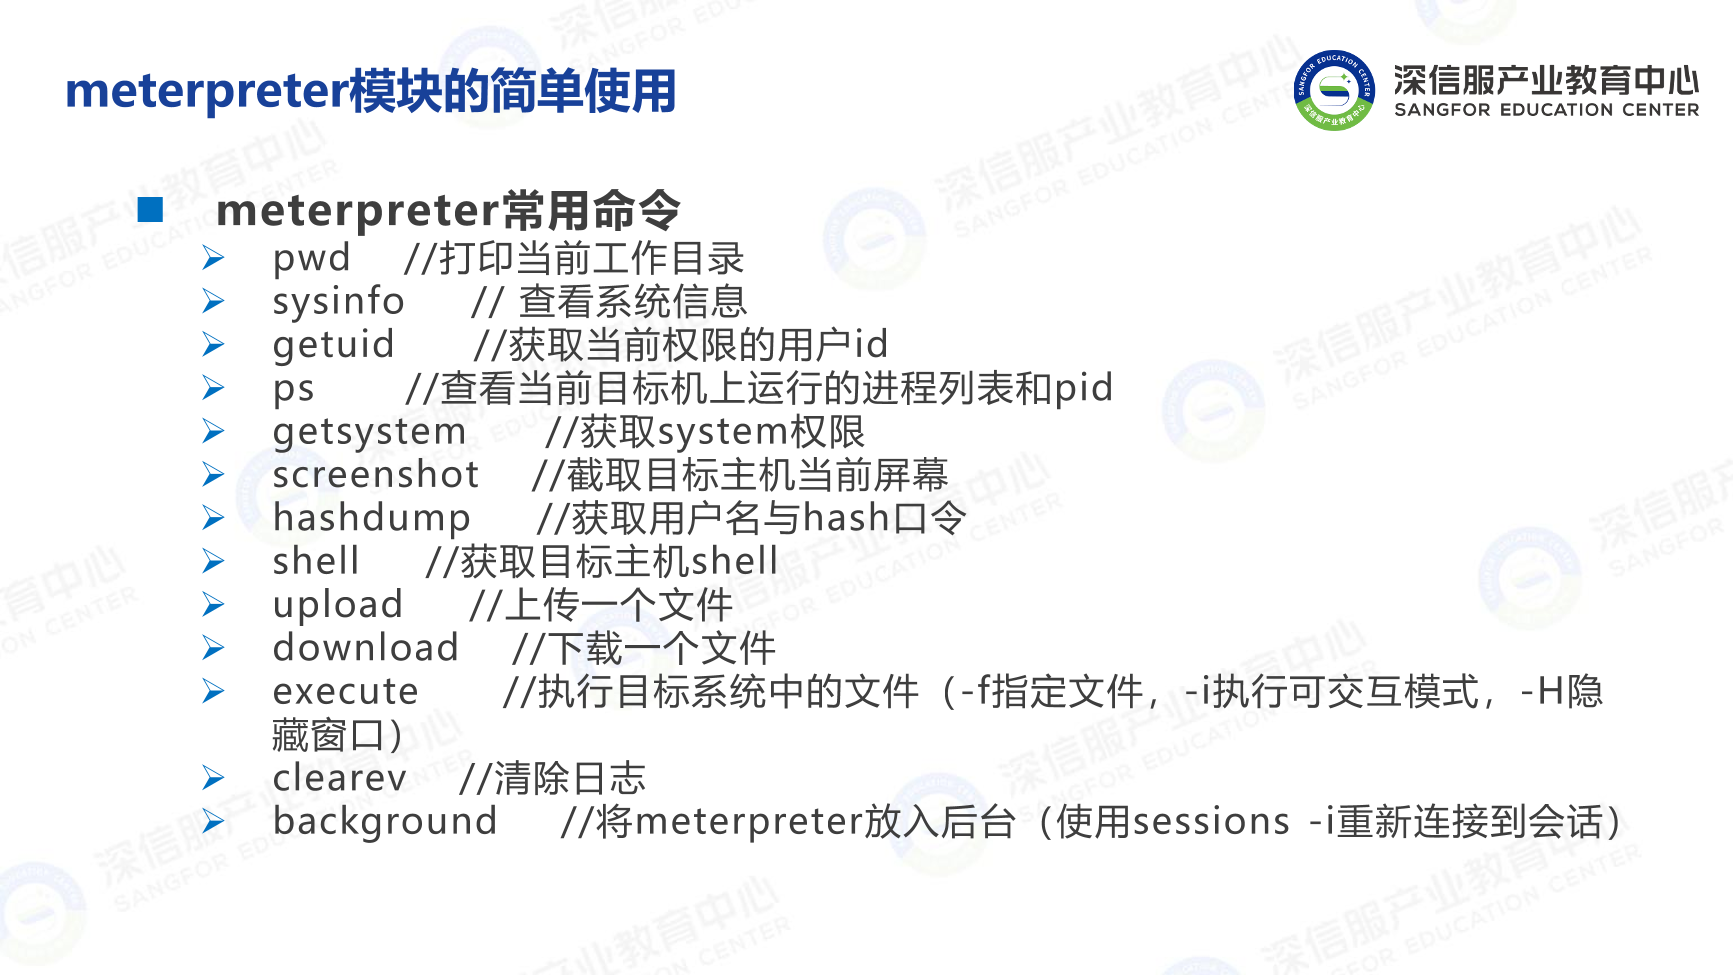 meterpreter模块的简单使用
深信服产业教育中心
SANGFOR EDUCATION CENTER
meterpreter常用命令
pwd //打印当前工作目录
sysinfo // 查看系统信息
getuid //获取当前权限的用户id
ps //查看当前目标机上运行的进程列表和pid
getsystem //获取system权限
screenshot //截取目标主机当前屏幕
hashdump //获取用户名与hash口令
shell //获取目标主机shell
upload //上传一个文件
download //下载一个文件
execute //执行目标系统中的文件（-f指定文件，-i执行可交互模式，-H隐
藏窗口）
clearev //清除日志
background //将meterpreter放入后台（使用sessions -i重新连接到会话）